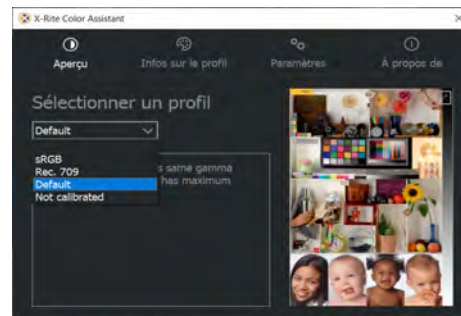 X-Rite Color Assistant
Aperçu
Infos sur le profil
Paramètres
À propos de
Sélectionner un profil
Default
sRGB
Rec. 709
Default
Not calibrated
s same gamma
has maximum